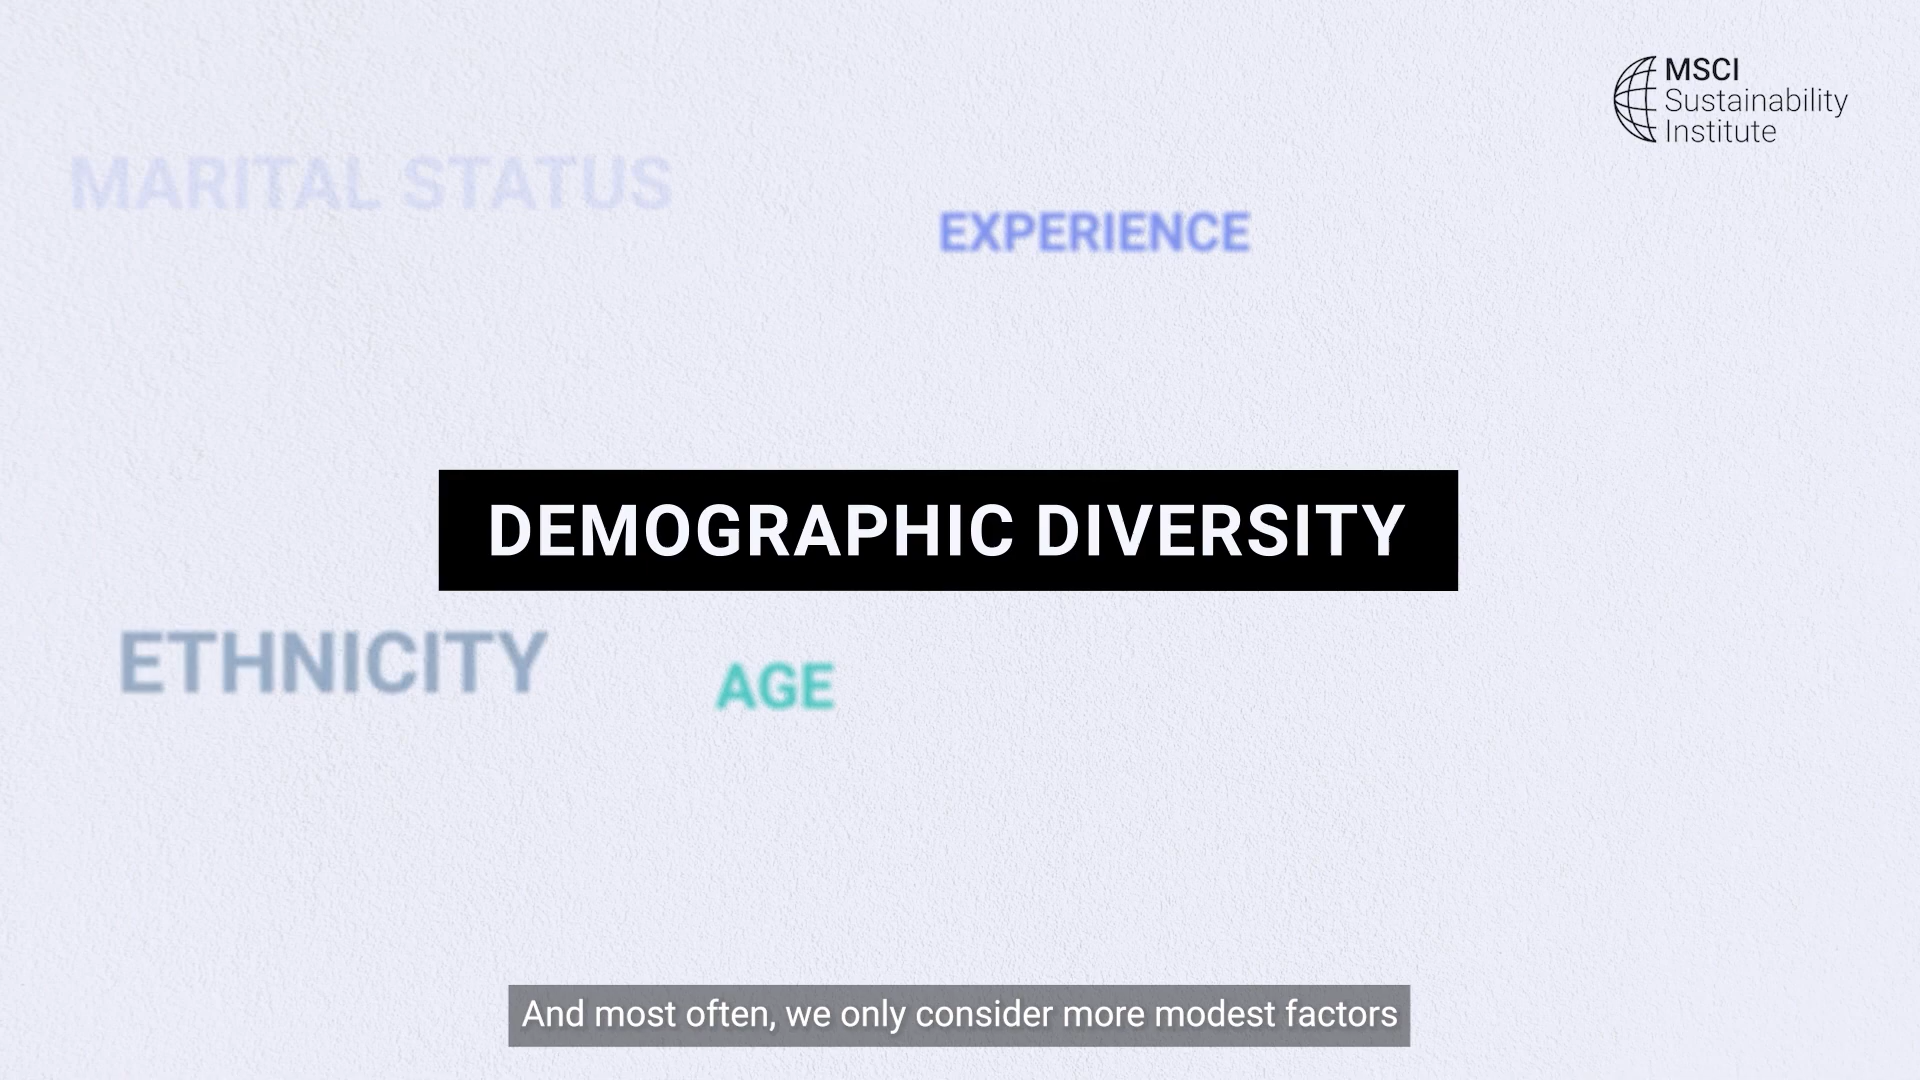 MSCI
Sustainability
Institute
MARITAL STATUS
EXPERIENCE
DEMOGRAPHIC DIVERSITY
ETHNICITY
AGE
And most often, we only consider more modest factors